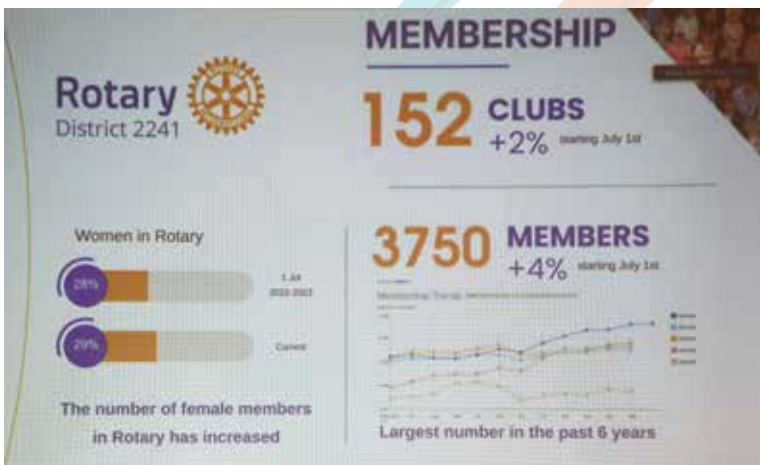 MEMBERSHIP
Rotary
District 2241
152 CLUBS
+2% starting July 1st
Women in Rotary
28%
1. Jul
2022-2023
29%
Current
The number of female members
in Rotary has increased
3750 MEMBERS
+4% starting July 1st
Membership Trends
Largest number in the past 6 years